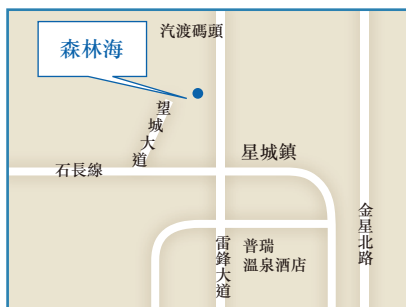 汽渡碼頭
森林海
望城大道
星城鎮
石長線
金星北路
雷鋒大道
普瑞
溫泉酒店